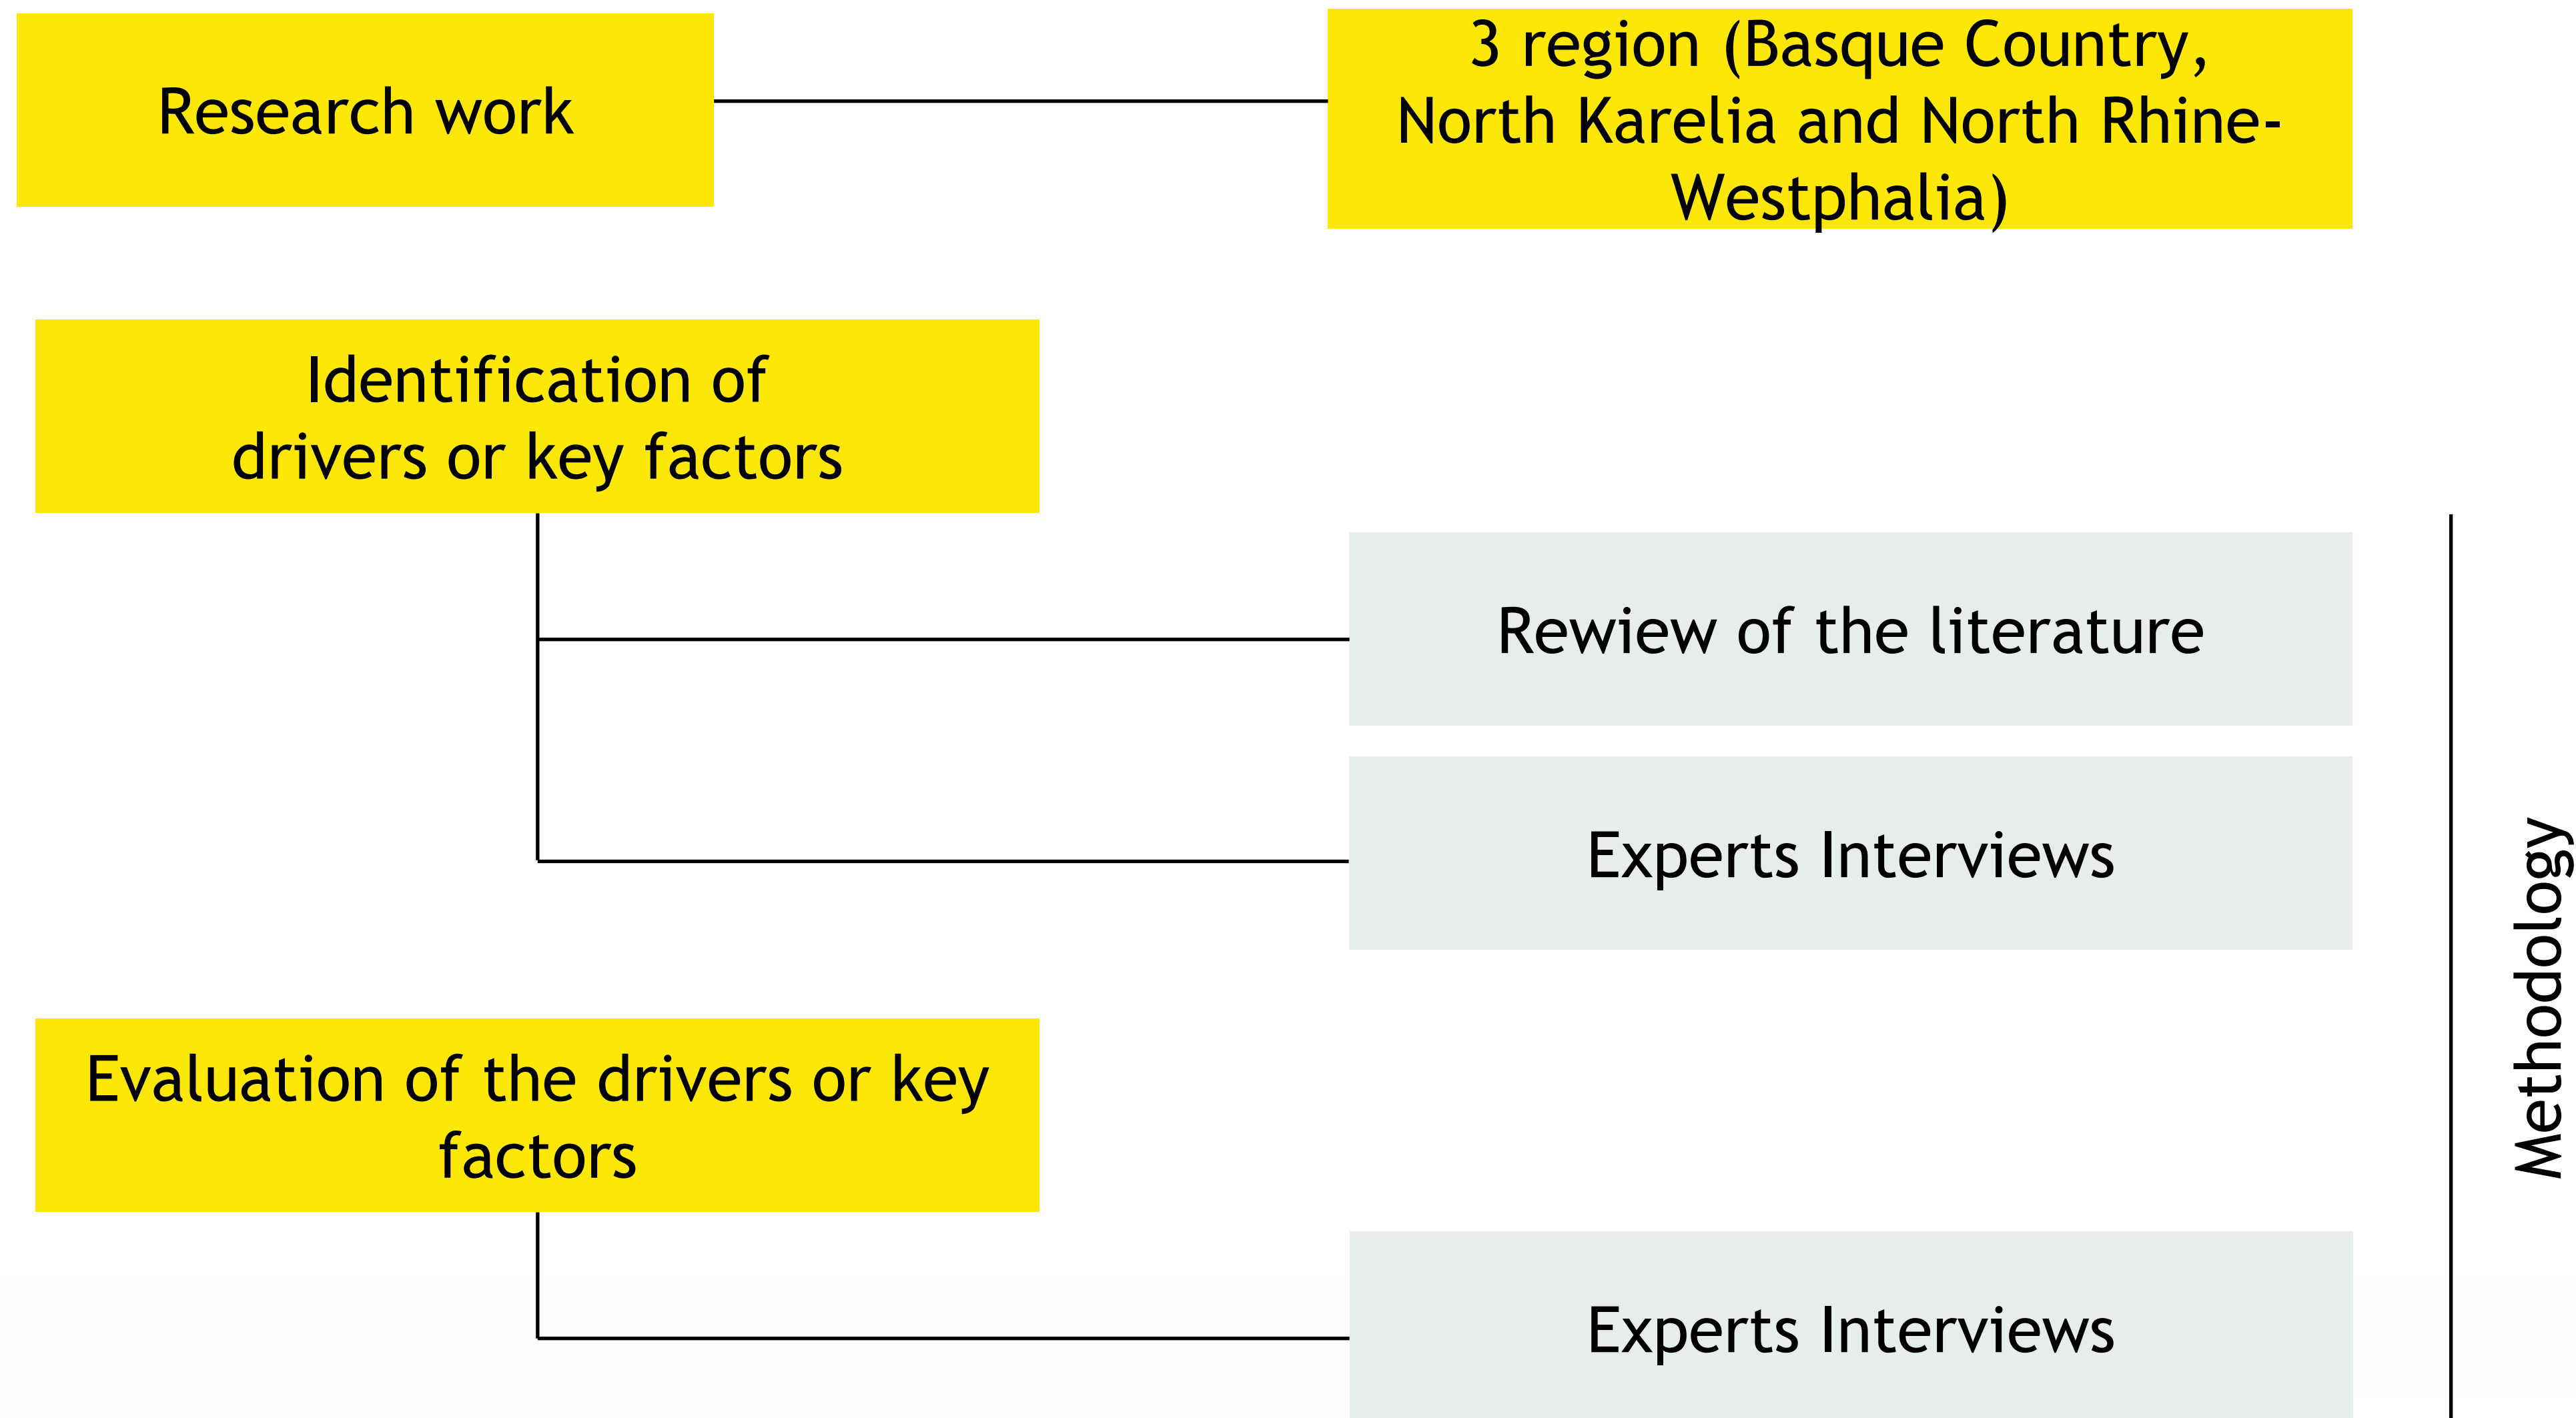 Research work
3 region (Basque Country,
North Karelia and North Rhine-
Westphalia)
Identification of
drivers or key factors
Rewiew of the literature
Experts Interviews
Evaluation of the drivers or key
factors
Experts Interviews
Methodology